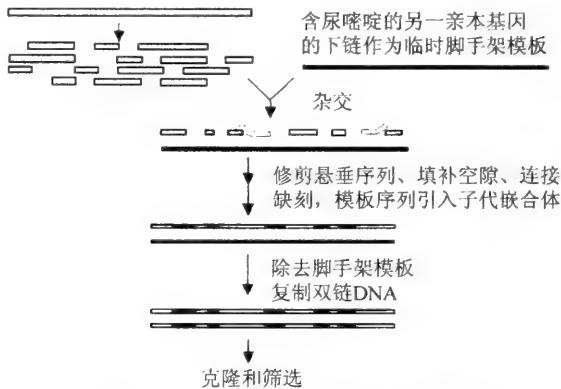 含尿嘧啶的另一亲本基因
的下链作为临时脚手架模板
杂交
修剪悬垂序列、填补空隙、连接
缺刻，模板序列引入子代嵌合体
除去脚手架模板
复制双链DNA
克隆和筛选